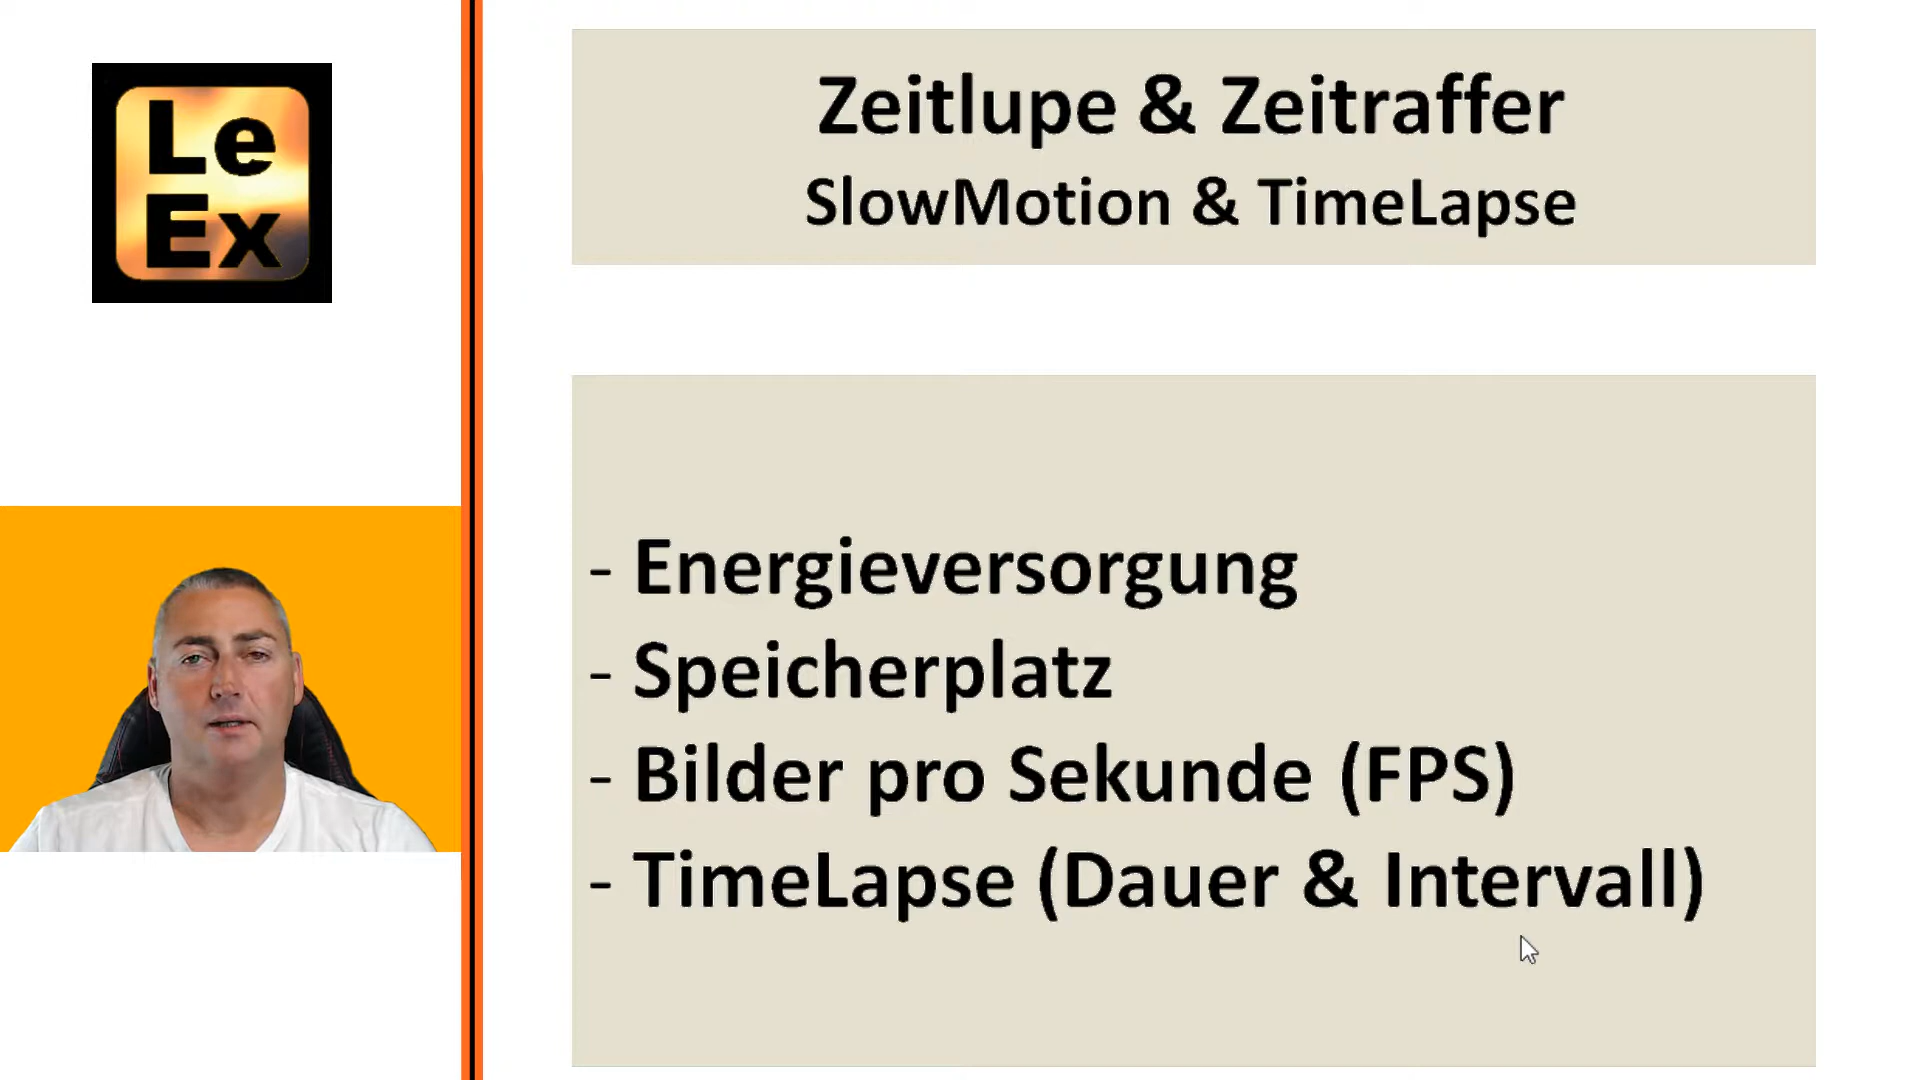 Le
Ex
Zeitlupe & Zeitraffer
SlowMotion & TimeLapse
- Energieversorgung
- Speicherplatz
- Bilder pro Sekunde (FPS)
- TimeLapse (Dauer & Intervall)